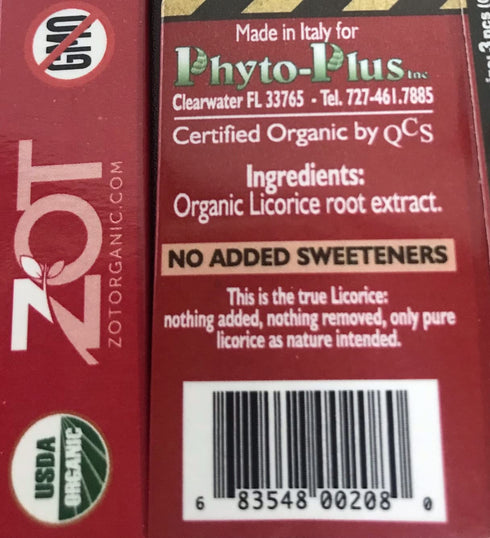 GMO
ZOT
ZOTORGANIC.COM
USDA
ORGANIC
Made in Italy for
Phyto-Plus Inc
Clearwater FL 33765 - Tel. 727-461.7885
Certified Organic by QCS
Ingredients:
Organic Licorice root extract.
NO ADDED SWEETENERS
This is the true Licorice:
nothing added, nothing removed, only pure
licorice as nature intended.
6 83548 00208 0
3 pcs